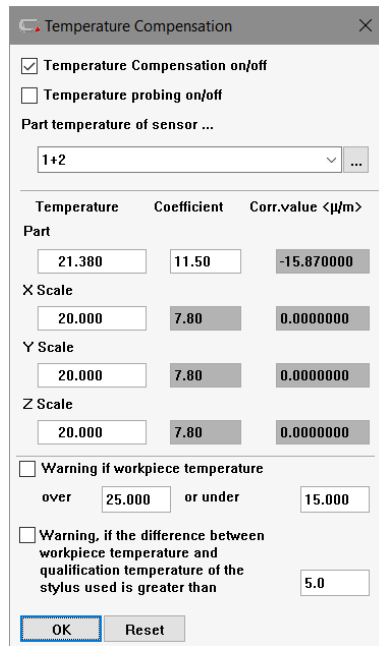 Temperature Compensation
Temperature Compensation on/off
Temperature probing on/off
Part temperature of sensor ...
1+2 ...
Temperature Coefficient Corr.value <µ/m>
Part
21.380 11.50 -15.870000
X Scale
20.000 7.80 0.0000000
Y Scale
20.000 7.80 0.0000000
Z Scale
20.000 7.80 0.0000000
Warning if workpiece temperature
over 25.000 or under 15.000
Warning, if the difference between
workpiece temperature and
qualification temperature of the
stylus used is greater than 5.0
OK Reset